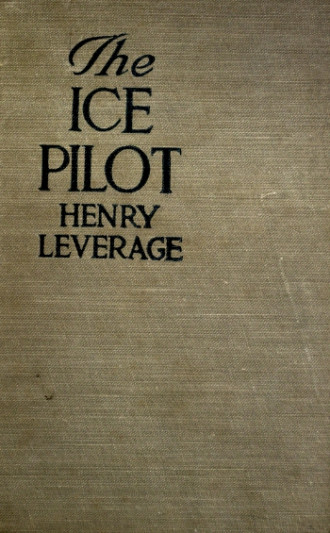 The
ICE
PILOT
HENRY
LEVERAGE